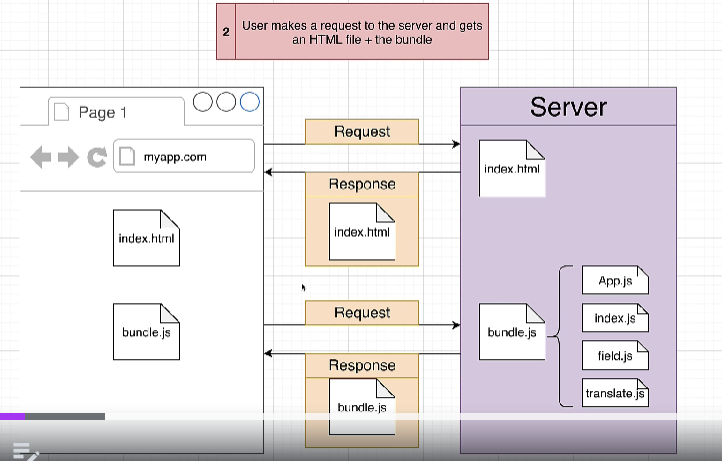 2
User makes a request to the server and gets
an HTML file + the bundle
Page 1
myapp.com
index.html
buncle.js
Request
Response
index.html
Request
Response
bundle.js
Server
index.html
bundle.js
App.js
index.js
field.js
translate.js